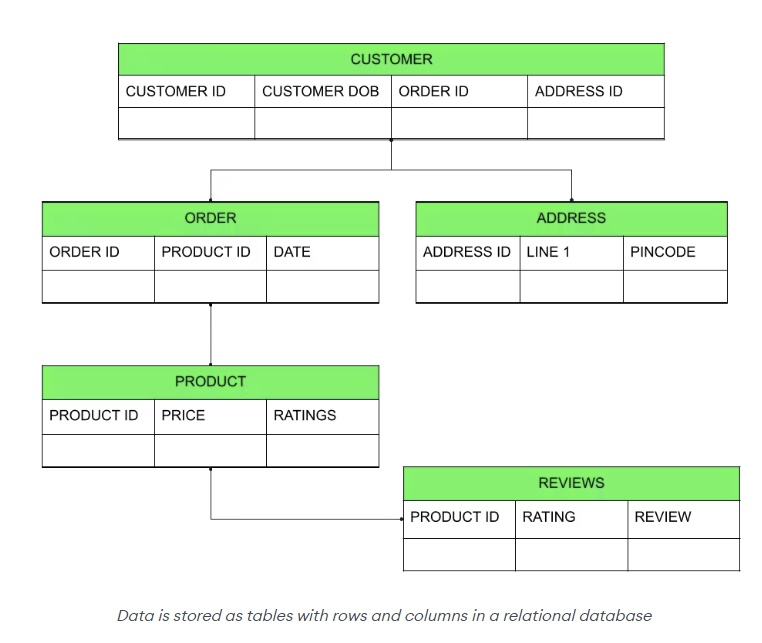 CUSTOMER
CUSTOMER ID CUSTOMER DOB ORDER ID ADDRESS ID
ORDER
ORDER ID PRODUCT ID DATE
ADDRESS
ADDRESS ID LINE 1 PINCODE
PRODUCT
PRODUCT ID PRICE RATINGS
REVIEWS
PRODUCT ID RATING REVIEW
Data is stored as tables with rows and columns in a relational database